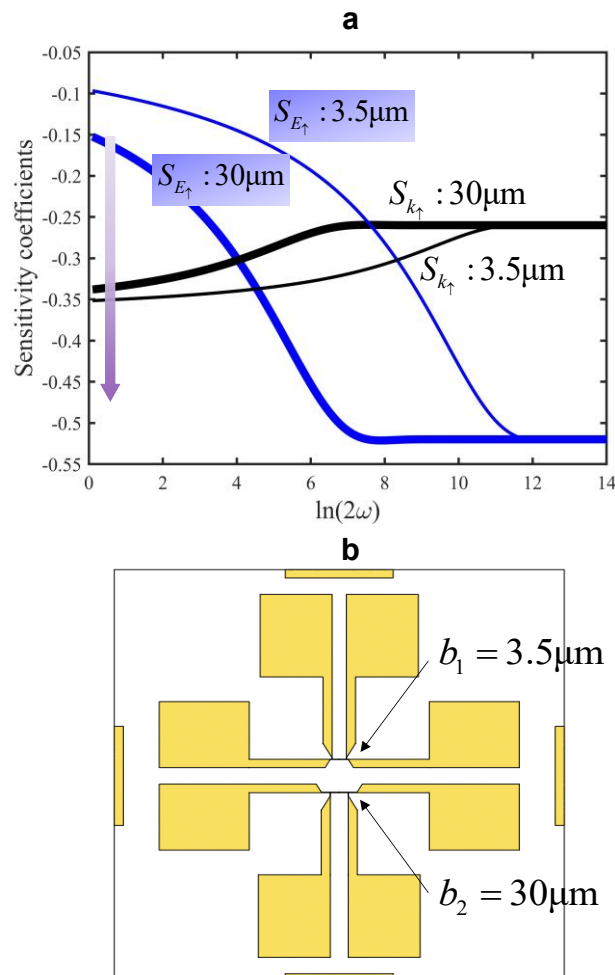 a
Sensitivity coefficients
-0.05
-0.1
-0.15
-0.2
-0.25
-0.3
-0.35
-0.4
-0.45
-0.5
-0.55
S_{E↑} : 3.5μm
S_{E↑} : 30μm
S_{k↑} : 30μm
S_{k↑} : 3.5μm
0 2 4 6 8 10 12 14
ln(2ω)
b
b₁ = 3.5μm
b₂ = 30μm